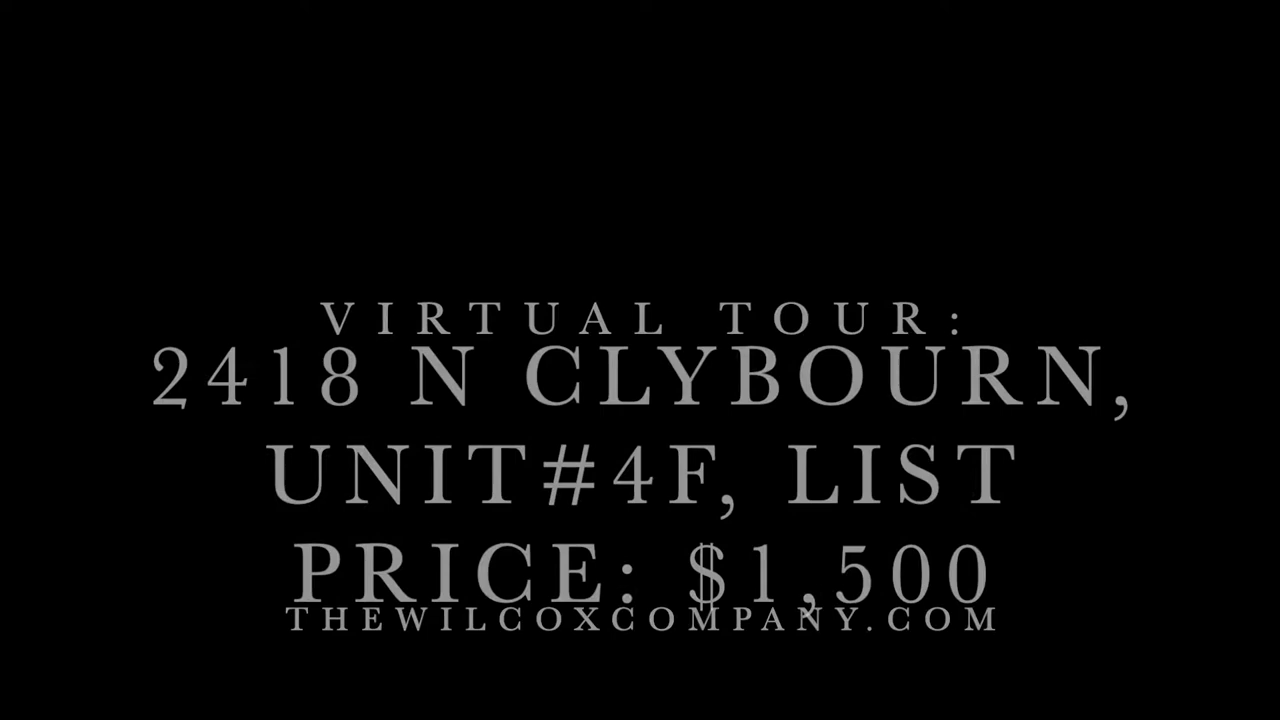 VIRTUAL TOUR:
2418 N CLYBOURN,
UNIT#4F, LIST
PRICE: $1,500
THEWILCOXCOMPANY.COM